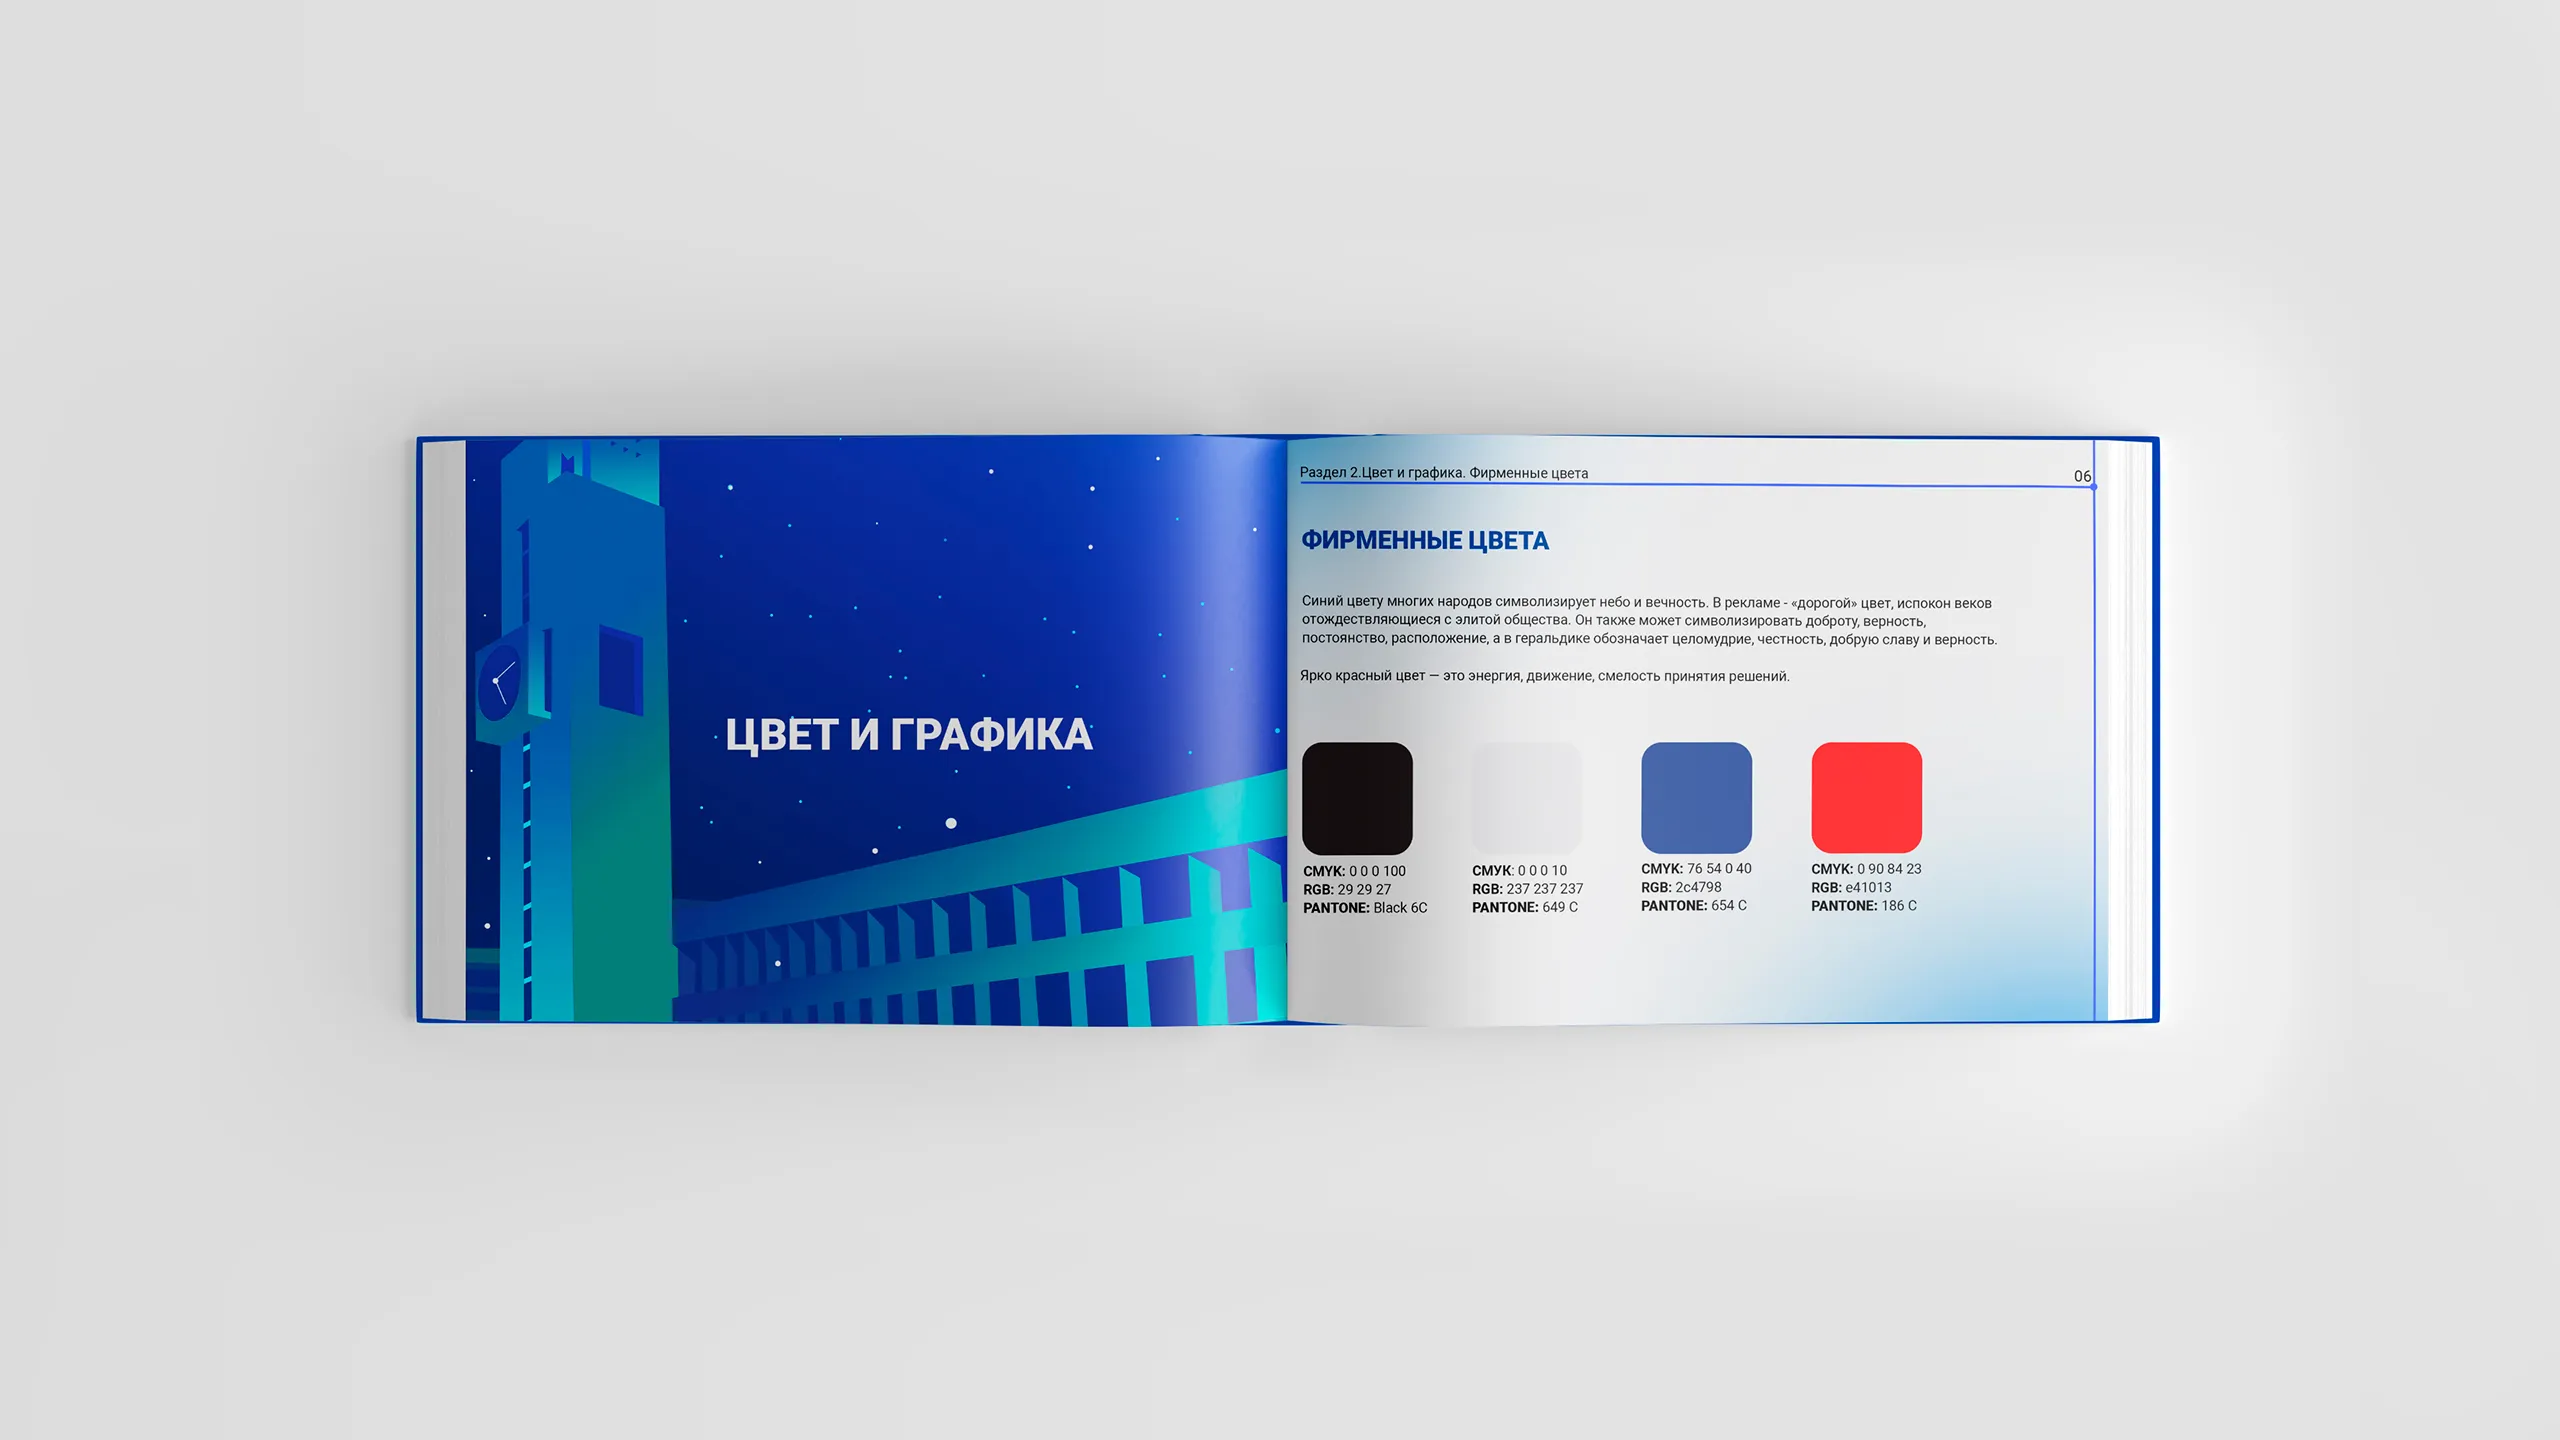 ЦВЕТ И ГРАФИКА
Раздел 2.Цвет и графика. Фирменные цвета
06
ФИРМЕННЫЕ ЦВЕТА
Синий цвету многих народов символизирует небо и вечность. В рекламе - «дорогой» цвет, испокон веков
отождествляющиеся с элитой общества. Он также может символизировать доброту, верность,
постоянство, расположение, а в геральдике обозначает целомудрие, честность, добрую славу и верность.
Ярко красный цвет — это энергия, движение, смелость принятия решений.
CMYK: 0 0 0 100
RGB: 29 29 27
PANTONE: Black 6C
CMYK: 0 0 0 10
RGB: 237 237 237
PANTONE: 649 C
CMYK: 76 54 0 40
RGB: 2c4798
PANTONE: 654 C
CMYK: 0 90 84 23
RGB: e41013
PANTONE: 186 C